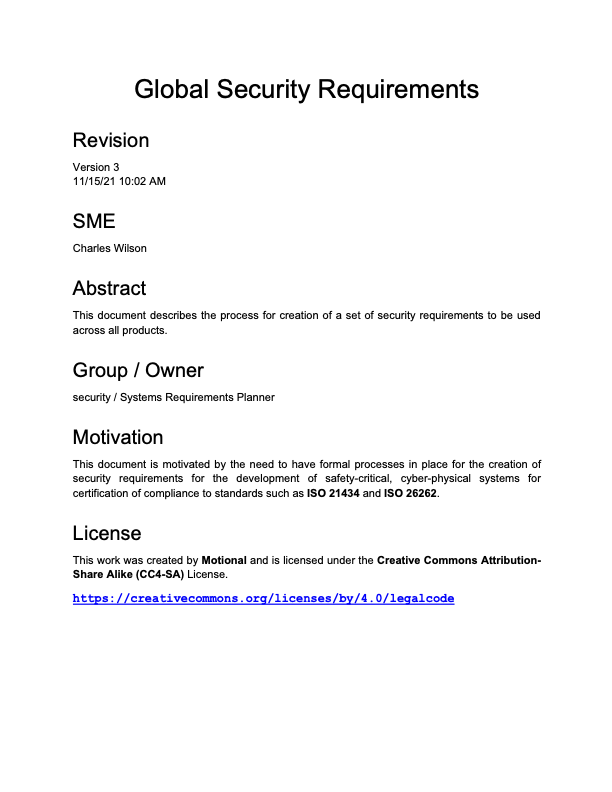 Global Security Requirements
Revision
Version 3
11/15/21 10:02 AM
SME
Charles Wilson
Abstract
This document describes the process for creation of a set of security requirements to be used
across all products.
Group / Owner
security / Systems Requirements Planner
Motivation
This document is motivated by the need to have formal processes in place for the creation of
security requirements for the development of safety-critical, cyber-physical systems for
certification of compliance to standards such as ISO 21434 and ISO 26262.
License
This work was created by Motional and is licensed under the Creative Commons Attribution-
Share Alike (CC4-SA) License.
https://creativecommons.org/licenses/by/4.0/legalcode